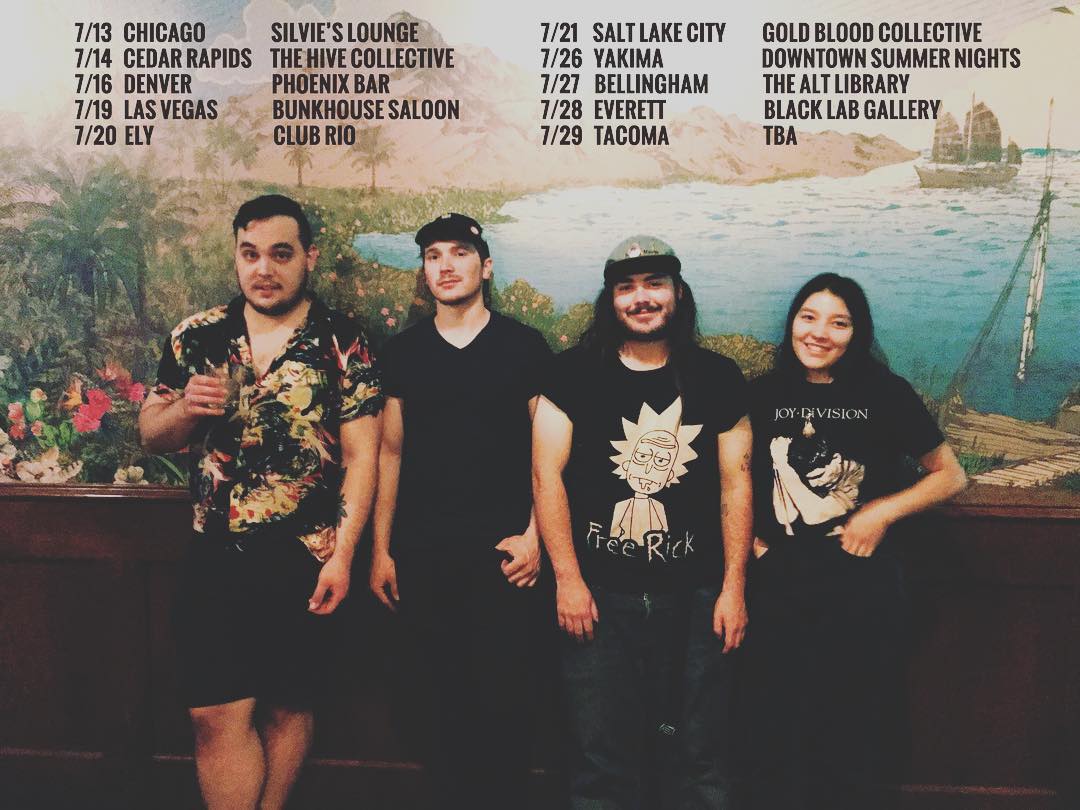 7/13 CHICAGO SILVIE'S LOUNGE
7/14 CEDAR RAPIDS THE HIVE COLLECTIVE
7/16 DENVER PHOENIX BAR
7/19 LAS VEGAS BUNKHOUSE SALOON
7/20 ELY CLUB RIO
7/21 SALT LAKE CITY GOLD BLOOD COLLECTIVE
7/26 YAKIMA DOWNTOWN SUMMER NIGHTS
7/27 BELLINGHAM THE ALT LIBRARY
7/28 EVERETT BLACK LAB GALLERY
7/29 TACOMA TBA
JOY·DIVISION
Free Rick